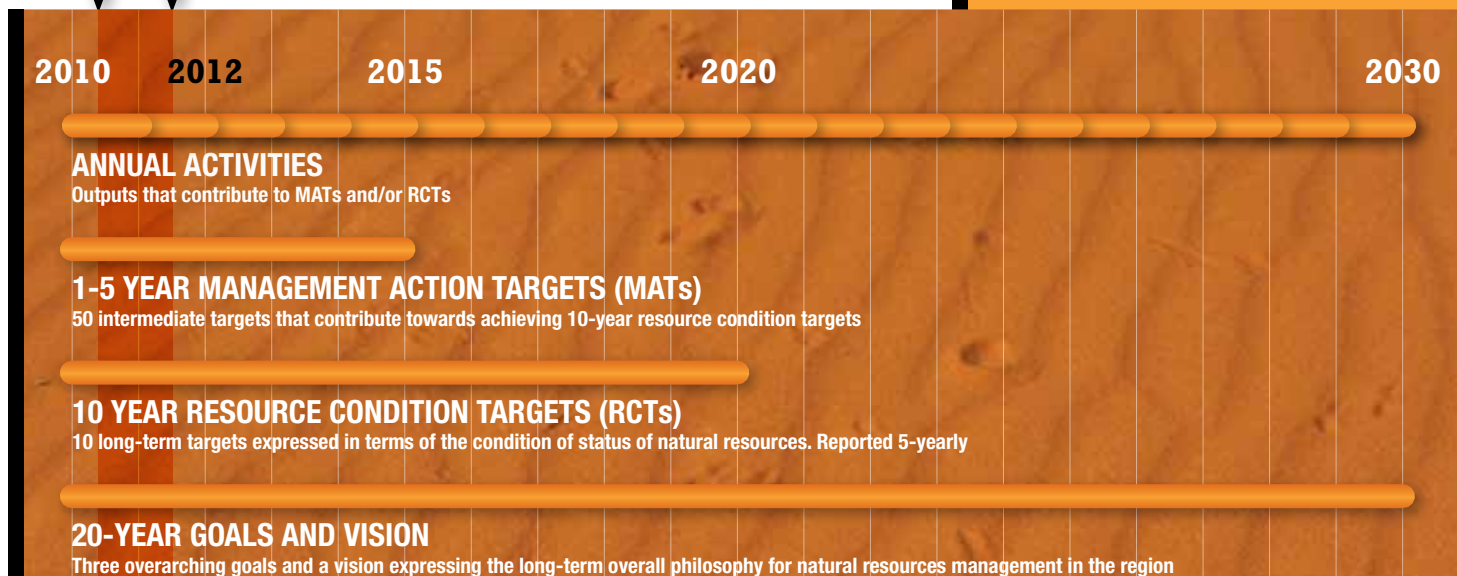 2010 2012 2015 2020 2030
ANNUAL ACTIVITIES
Outputs that contribute to MATs and/or RCTs
1-5 YEAR MANAGEMENT ACTION TARGETS (MATs)
50 intermediate targets that contribute towards achieving 10-year resource condition targets
10 YEAR RESOURCE CONDITION TARGETS (RCTs)
10 long-term targets expressed in terms of the condition of status of natural resources. Reported 5-yearly
20-YEAR GOALS AND VISION
Three overarching goals and a vision expressing the long-term overall philosophy for natural resources management in the region